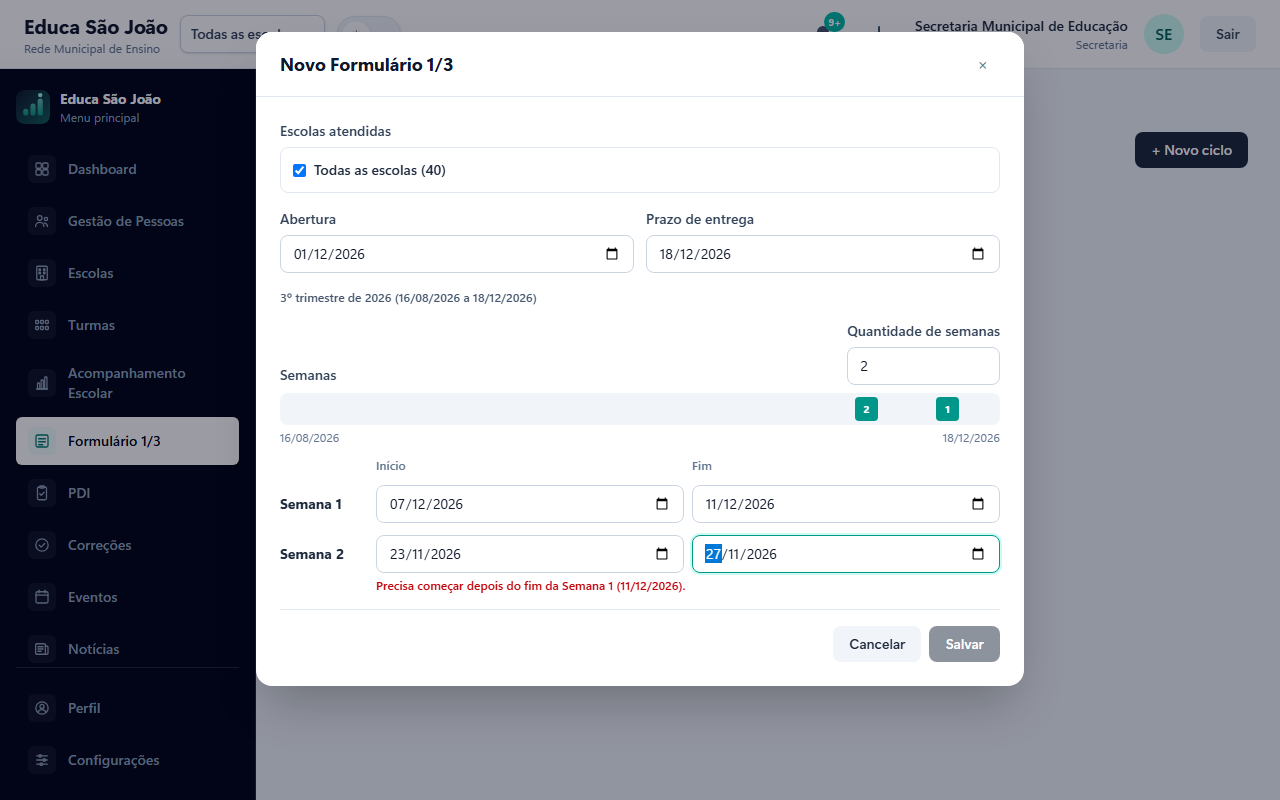 Educa São João
Rede Municipal de Ensino
Todas as esc
9+
Secretaria Municipal de Educação
Secretaria
SE
Sair
Educa São João
Menu principal
Dashboard
Gestão de Pessoas
Escolas
Turmas
Acompanhamento
Escolar
Formulário 1/3
PDI
Correções
Eventos
Notícias
Perfil
Configurações
+ Novo ciclo
Novo Formulário 1/3
×
Escolas atendidas
Todas as escolas (40)
Abertura
Prazo de entrega
01/12/2026
18/12/2026
3º trimestre de 2026 (16/08/2026 a 18/12/2026)
Quantidade de semanas
2
Semanas
2
1
16/08/2026
18/12/2026
Início
Fim
Semana 1
07/12/2026
11/12/2026
Semana 2
23/11/2026
27/11/2026
Precisa começar depois do fim da Semana 1 (11/12/2026).
Cancelar
Salvar